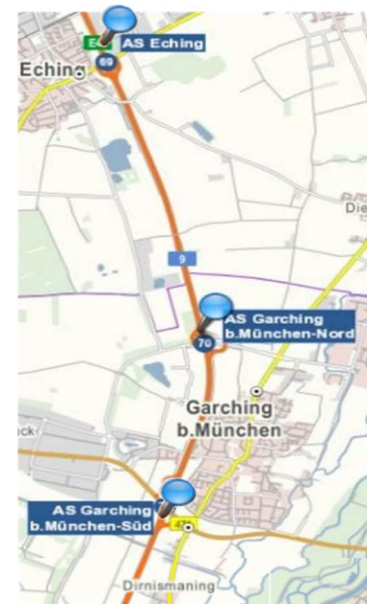 AS Eching
69
Eching
Die
9
AS Garching
b.München-Nord
70
Garching
b.München
AS Garching
b.München-Süd
Dirnismaning